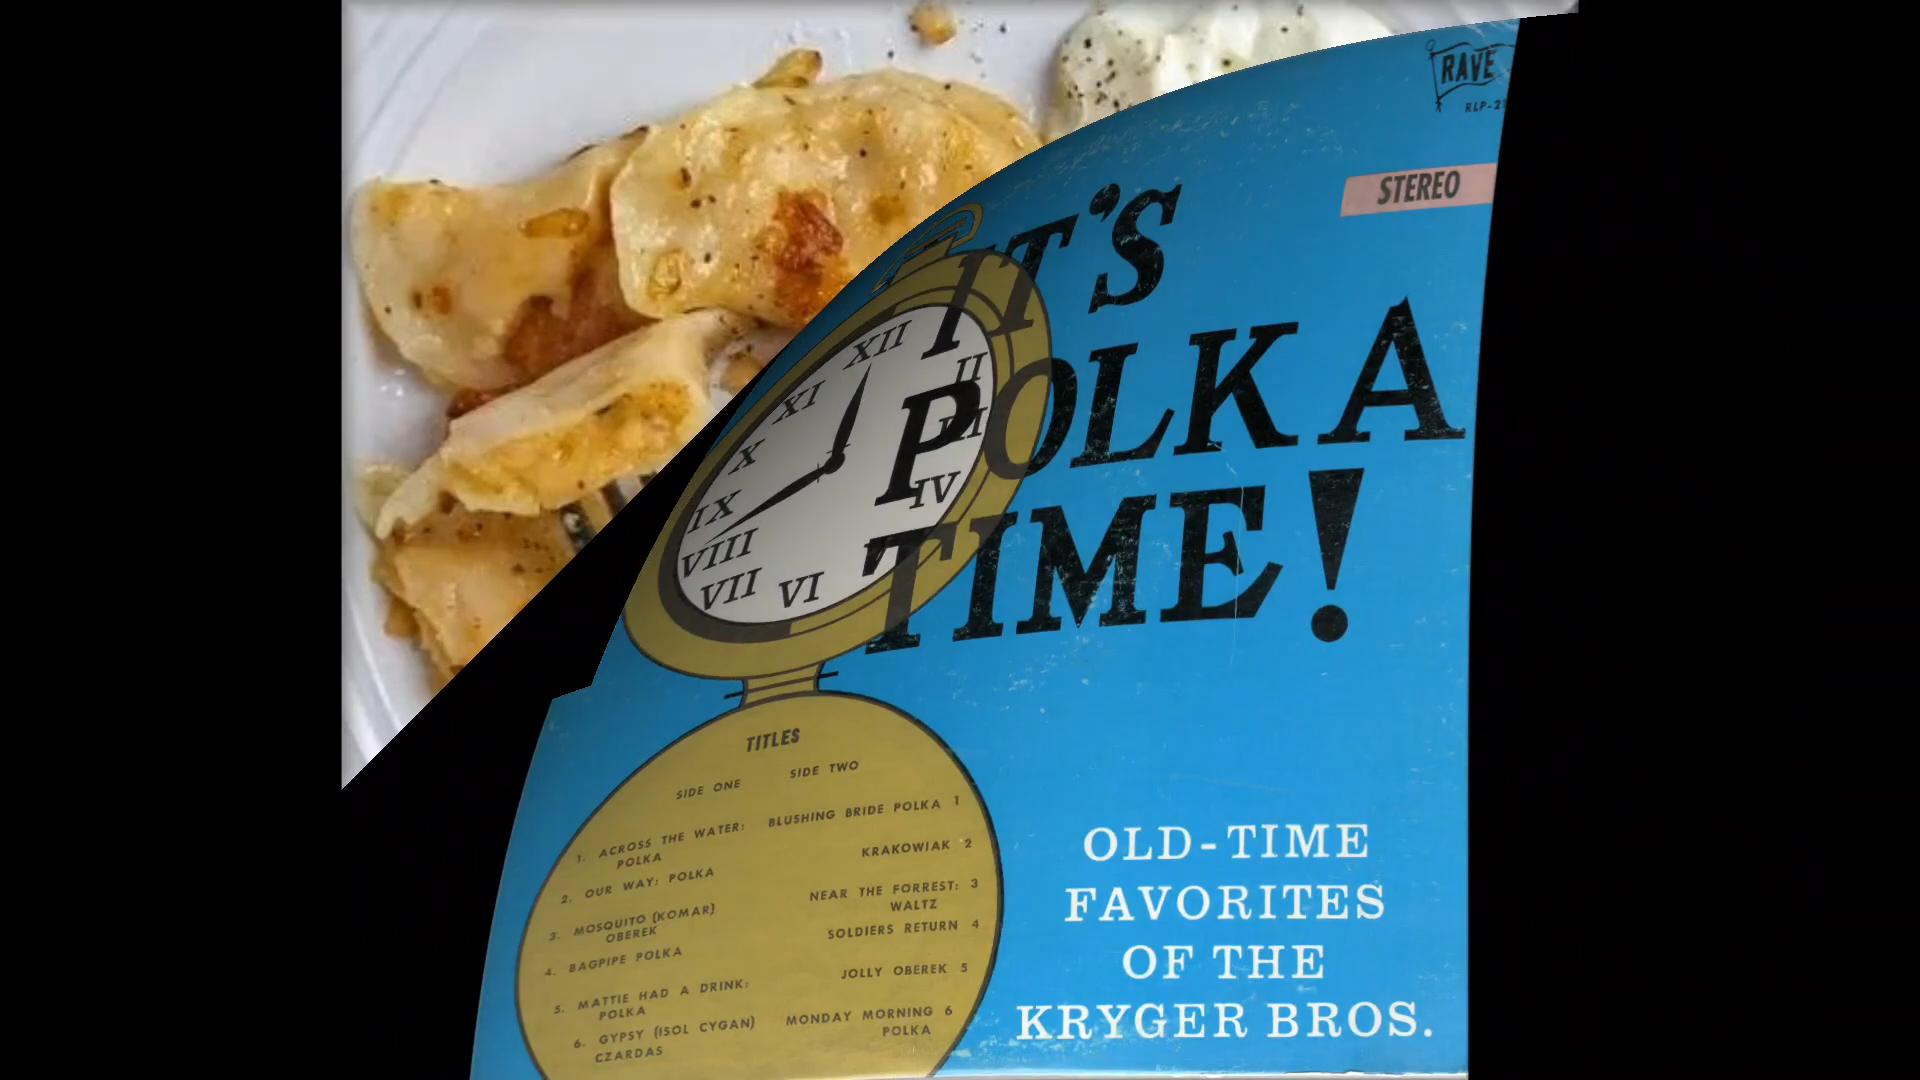 RAVE
STEREO
IT'S
POLKA
TIME!
XII
II
III
IV
VI
VII
VIII
IX
X
XI
TITLES
SIDE ONE
1. ACROSS THE WATER:
POLKA
2. OUR WAY: POLKA
3. MOSQUITO (KOMAR)
OBEREK
4. BAGPIPE POLKA
5. MATTIE HAD A DRINK:
POLKA
6. GYPSY (ISOL CYGAN)
CZARDAS
SIDE TWO
BLUSHING BRIDE POLKA 1
KRAKOWIAK 2
NEAR THE FORREST: 3
WALTZ
SOLDIERS RETURN 4
JOLLY OBEREK 5
MONDAY MORNING 6
POLKA
OLD-TIME
FAVORITES
OF THE
KRYGER BROS.